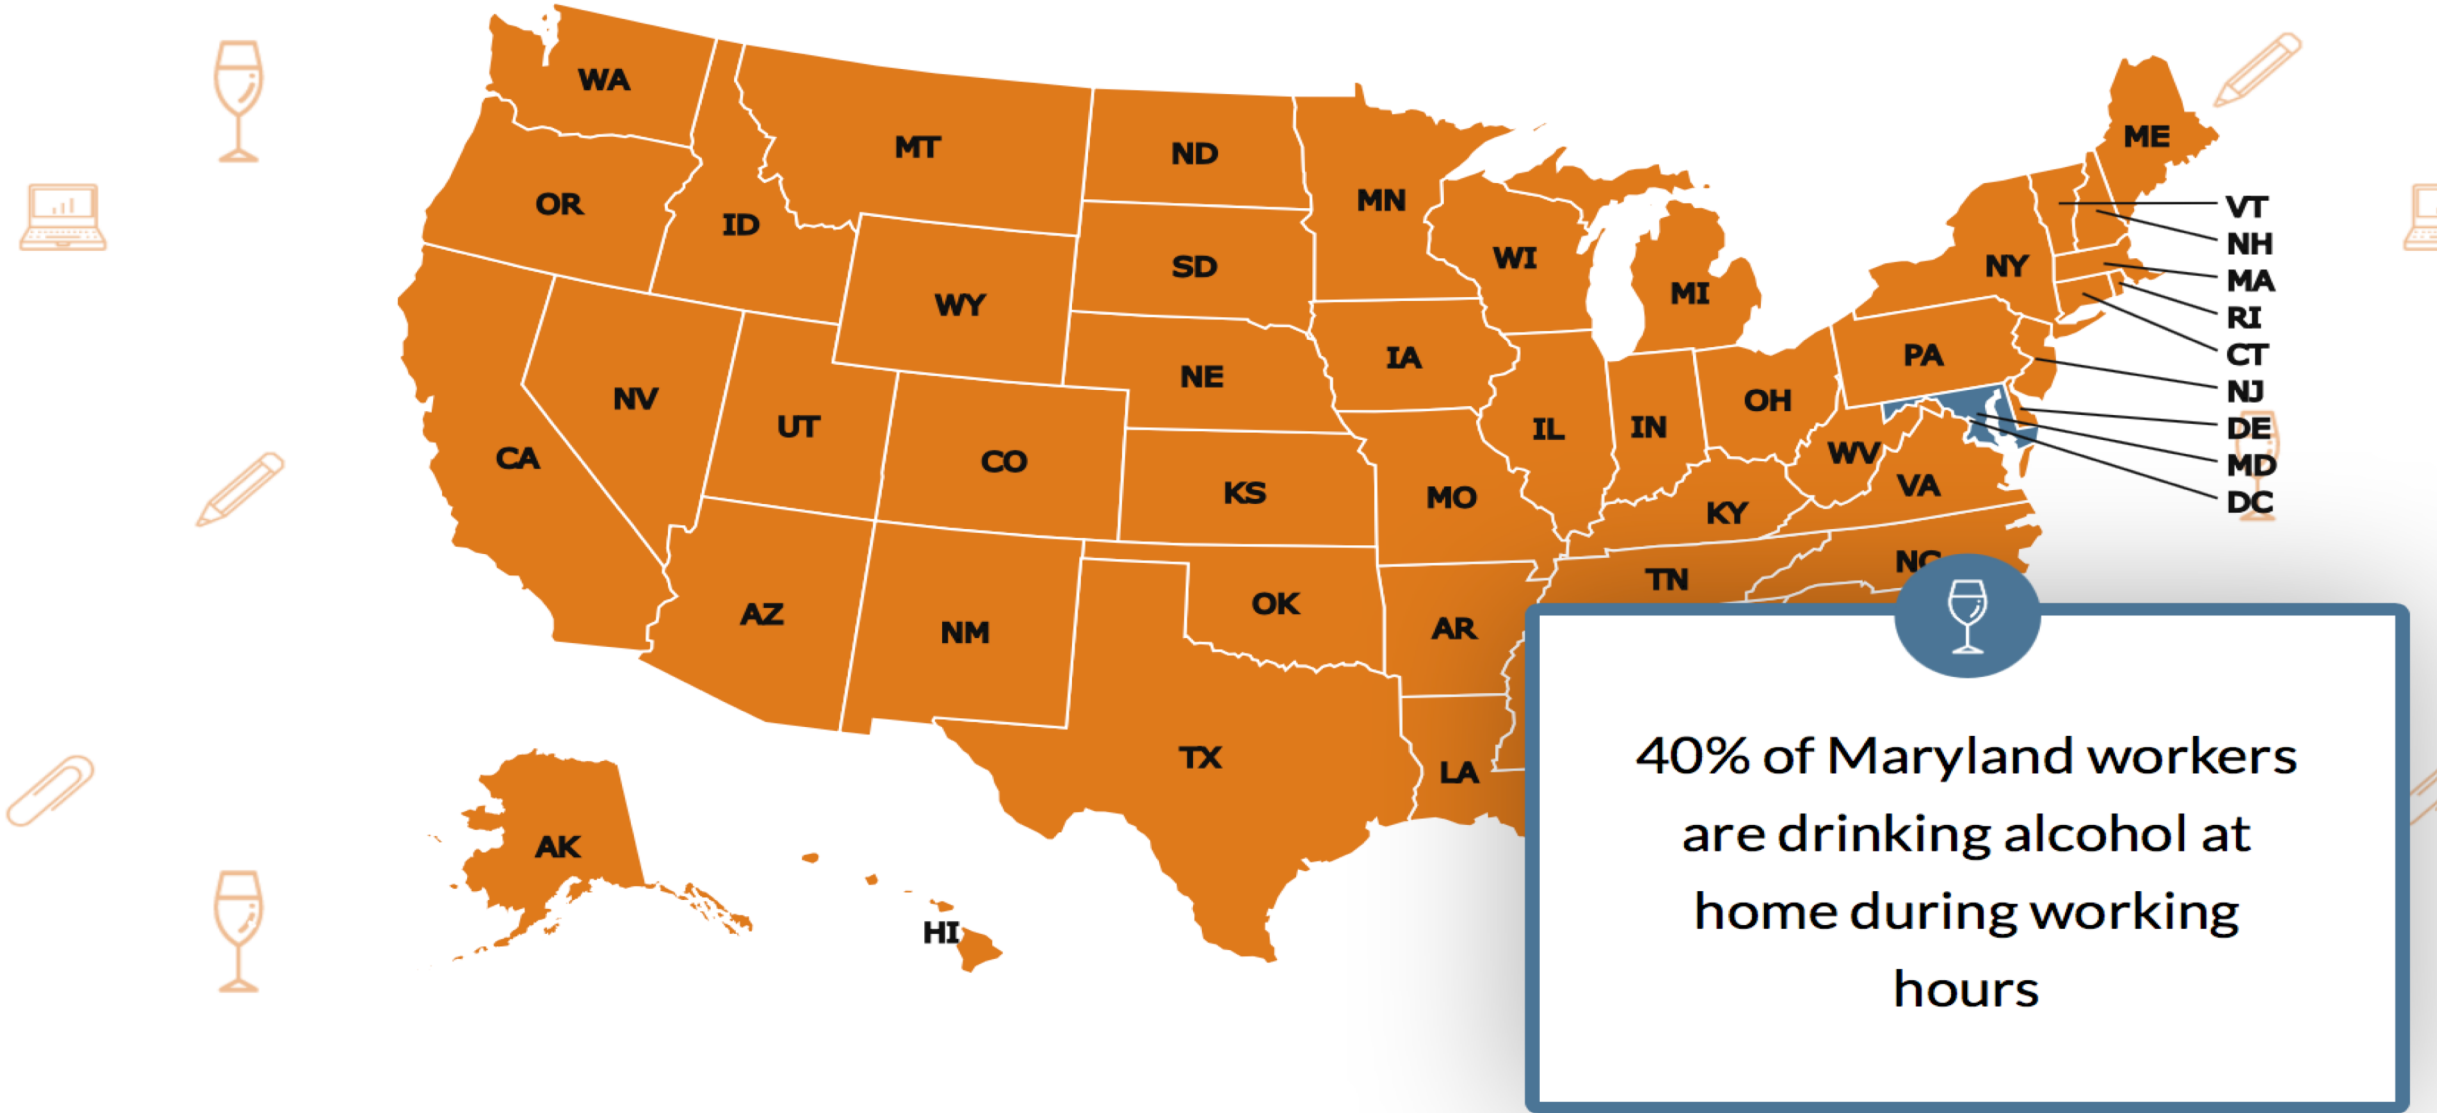 WA
MT
ND
MN
ME
OR
ID
VT
NH
SD
WI
NY
MA
MI
WY
RI
IA
PA
CT
NE
NJ
NV
OH
UT
IL
IN
DE
CA
CO
WV
MD
KS
MO
VA
DC
KY
NC
TN
AZ
NM
OK
AR
TX
LA
AK
HI
40% of Maryland workers
are drinking alcohol at
home during working
hours